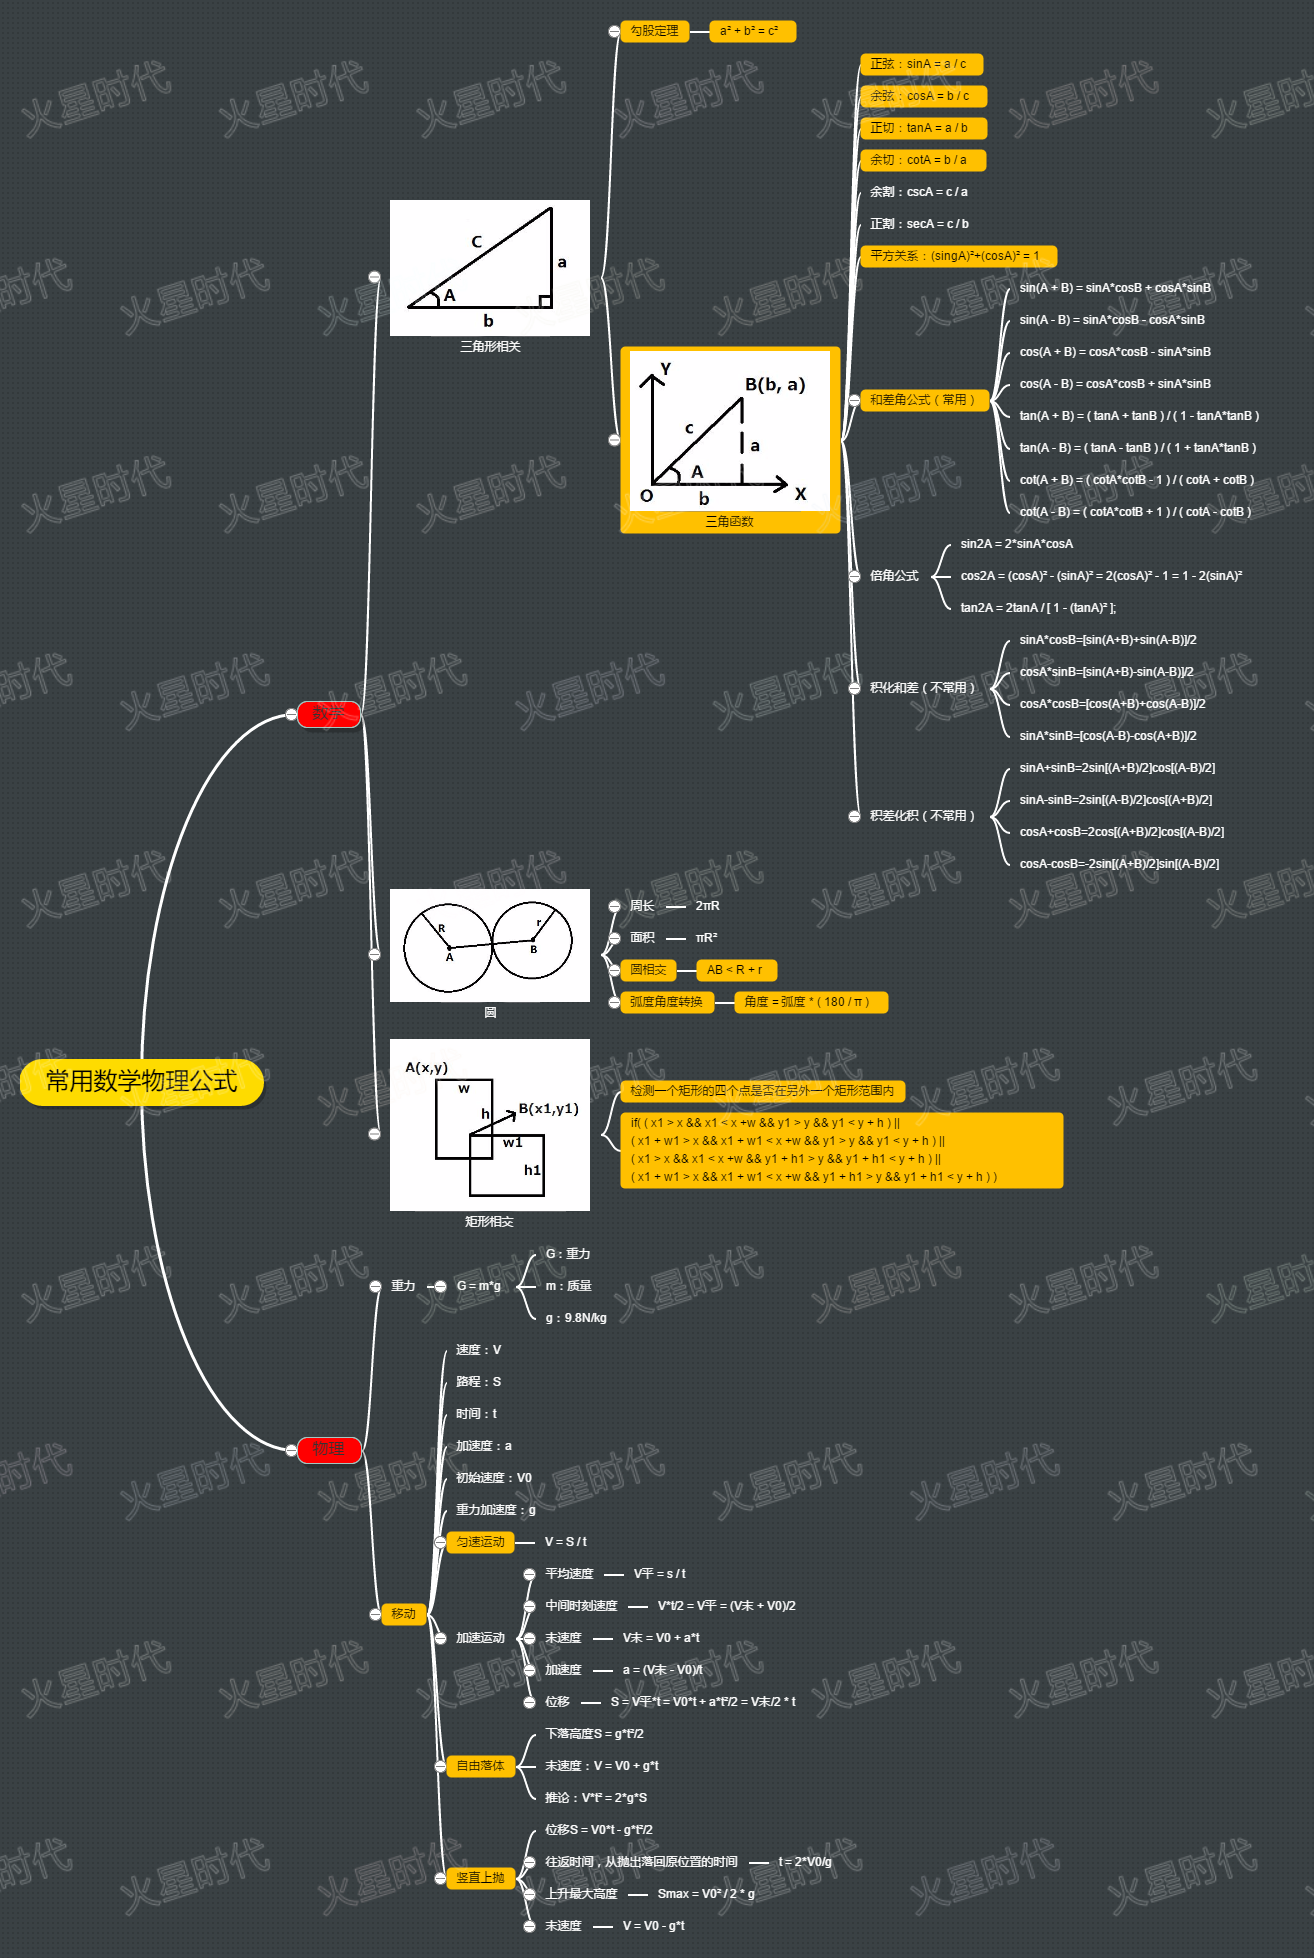 常用数学物理公式
数学
C
a
A
b
三角形相关
勾股定理
a² + b² = c²
Y
B(b, a)
c
a
A
O
b
X
三角函数
正弦：sinA = a / c
余弦：cosA = b / c
正切：tanA = a / b
余切：cotA = b / a
余割：cscA = c / a
正割：secA = c / b
平方关系：(singA)²+(cosA)² = 1
和差角公式（常用）
sin(A + B) = sinA*cosB + cosA*sinB
sin(A - B) = sinA*cosB - cosA*sinB
cos(A + B) = cosA*cosB - sinA*sinB
cos(A - B) = cosA*cosB + sinA*sinB
tan(A + B) = ( tanA + tanB ) / ( 1 - tanA*tanB )
tan(A - B) = ( tanA - tanB ) / ( 1 + tanA*tanB )
cot(A + B) = ( cotA*cotB - 1 ) / ( cotA + cotB )
cot(A - B) = ( cotA*cotB + 1 ) / ( cotA - cotB )
倍角公式
sin2A = 2*sinA*cosA
cos2A = (cosA)² - (sinA)² = 2(cosA)² - 1 = 1 - 2(sinA)²
tan2A = 2tanA / [ 1 - (tanA)² ];
积化和差（不常用）
sinA*cosB=[sin(A+B)+sin(A-B)]/2
cosA*sinB=[sin(A+B)-sin(A-B)]/2
cosA*cosB=[cos(A+B)+cos(A-B)]/2
sinA*sinB=[cos(A-B)-cos(A+B)]/2
积差化积（不常用）
sinA+sinB=2sin[(A+B)/2]cos[(A-B)/2]
sinA-sinB=2sin[(A-B)/2]cos[(A+B)/2]
cosA+cosB=2cos[(A+B)/2]cos[(A-B)/2]
cosA-cosB=-2sin[(A+B)/2]sin[(A-B)/2]
R
A
r
B
圆
周长
2πR
面积
πR²
圆相交
AB < R + r
弧度角度转换
角度 = 弧度 * ( 180 / π )
A(x,y)
w
h
B(x1,y1)
w1
h1
矩形相交
检测一个矩形的四个点是否在另外一个矩形范围内
if( ( x1 > x && x1 < x +w && y1 > y && y1 < y + h ) ||
( x1 + w1 > x && x1 + w1 < x +w && y1 > y && y1 < y + h ) ||
( x1 > x && x1 < x +w && y1 + h1 > y && y1 + h1 < y + h ) ||
( x1 + w1 > x && x1 + w1 < x +w && y1 + h1 > y && y1 + h1 < y + h ) )
物理
重力
G = m*g
G：重力
m：质量
g：9.8N/kg
移动
速度：V
路程：S
时间：t
加速度：a
初始速度：V0
重力加速度：g
匀速运动
V = S / t
加速运动
平均速度
V平 = s / t
中间时刻速度
V*t/2 = V平 = (V末 + V0)/2
末速度
V末 = V0 + a*t
加速度
a = (V末 - V0)/t
位移
S = V平*t = V0*t + a*t²/2 = V末/2 * t
自由落体
下落高度S = g*t²/2
末速度：V = V0 + g*t
推论：V*t² = 2*g*S
竖直上抛
位移S = V0*t - g*t²/2
往返时间，从抛出落回原位置的时间
t = 2*V0/g
上升最大高度
Smax = V0² / 2 * g
末速度
V = V0 - g*t
火星时代